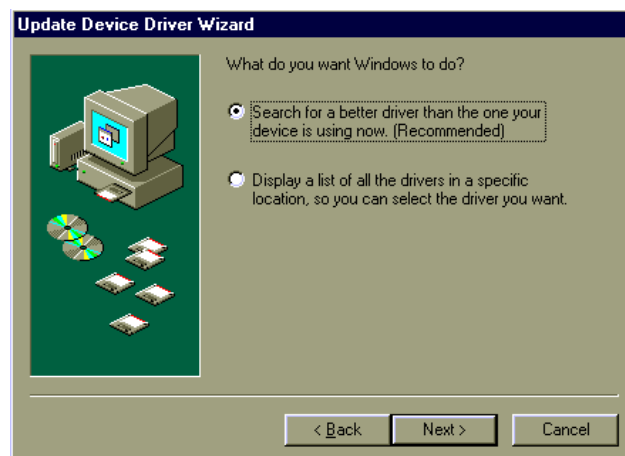 Update Device Driver Wizard
What do you want Windows to do?
Search for a better driver than the one your
device is using now. (Recommended)
Display a list of all the drivers in a specific
location, so you can select the driver you want.
< Back
Next >
Cancel